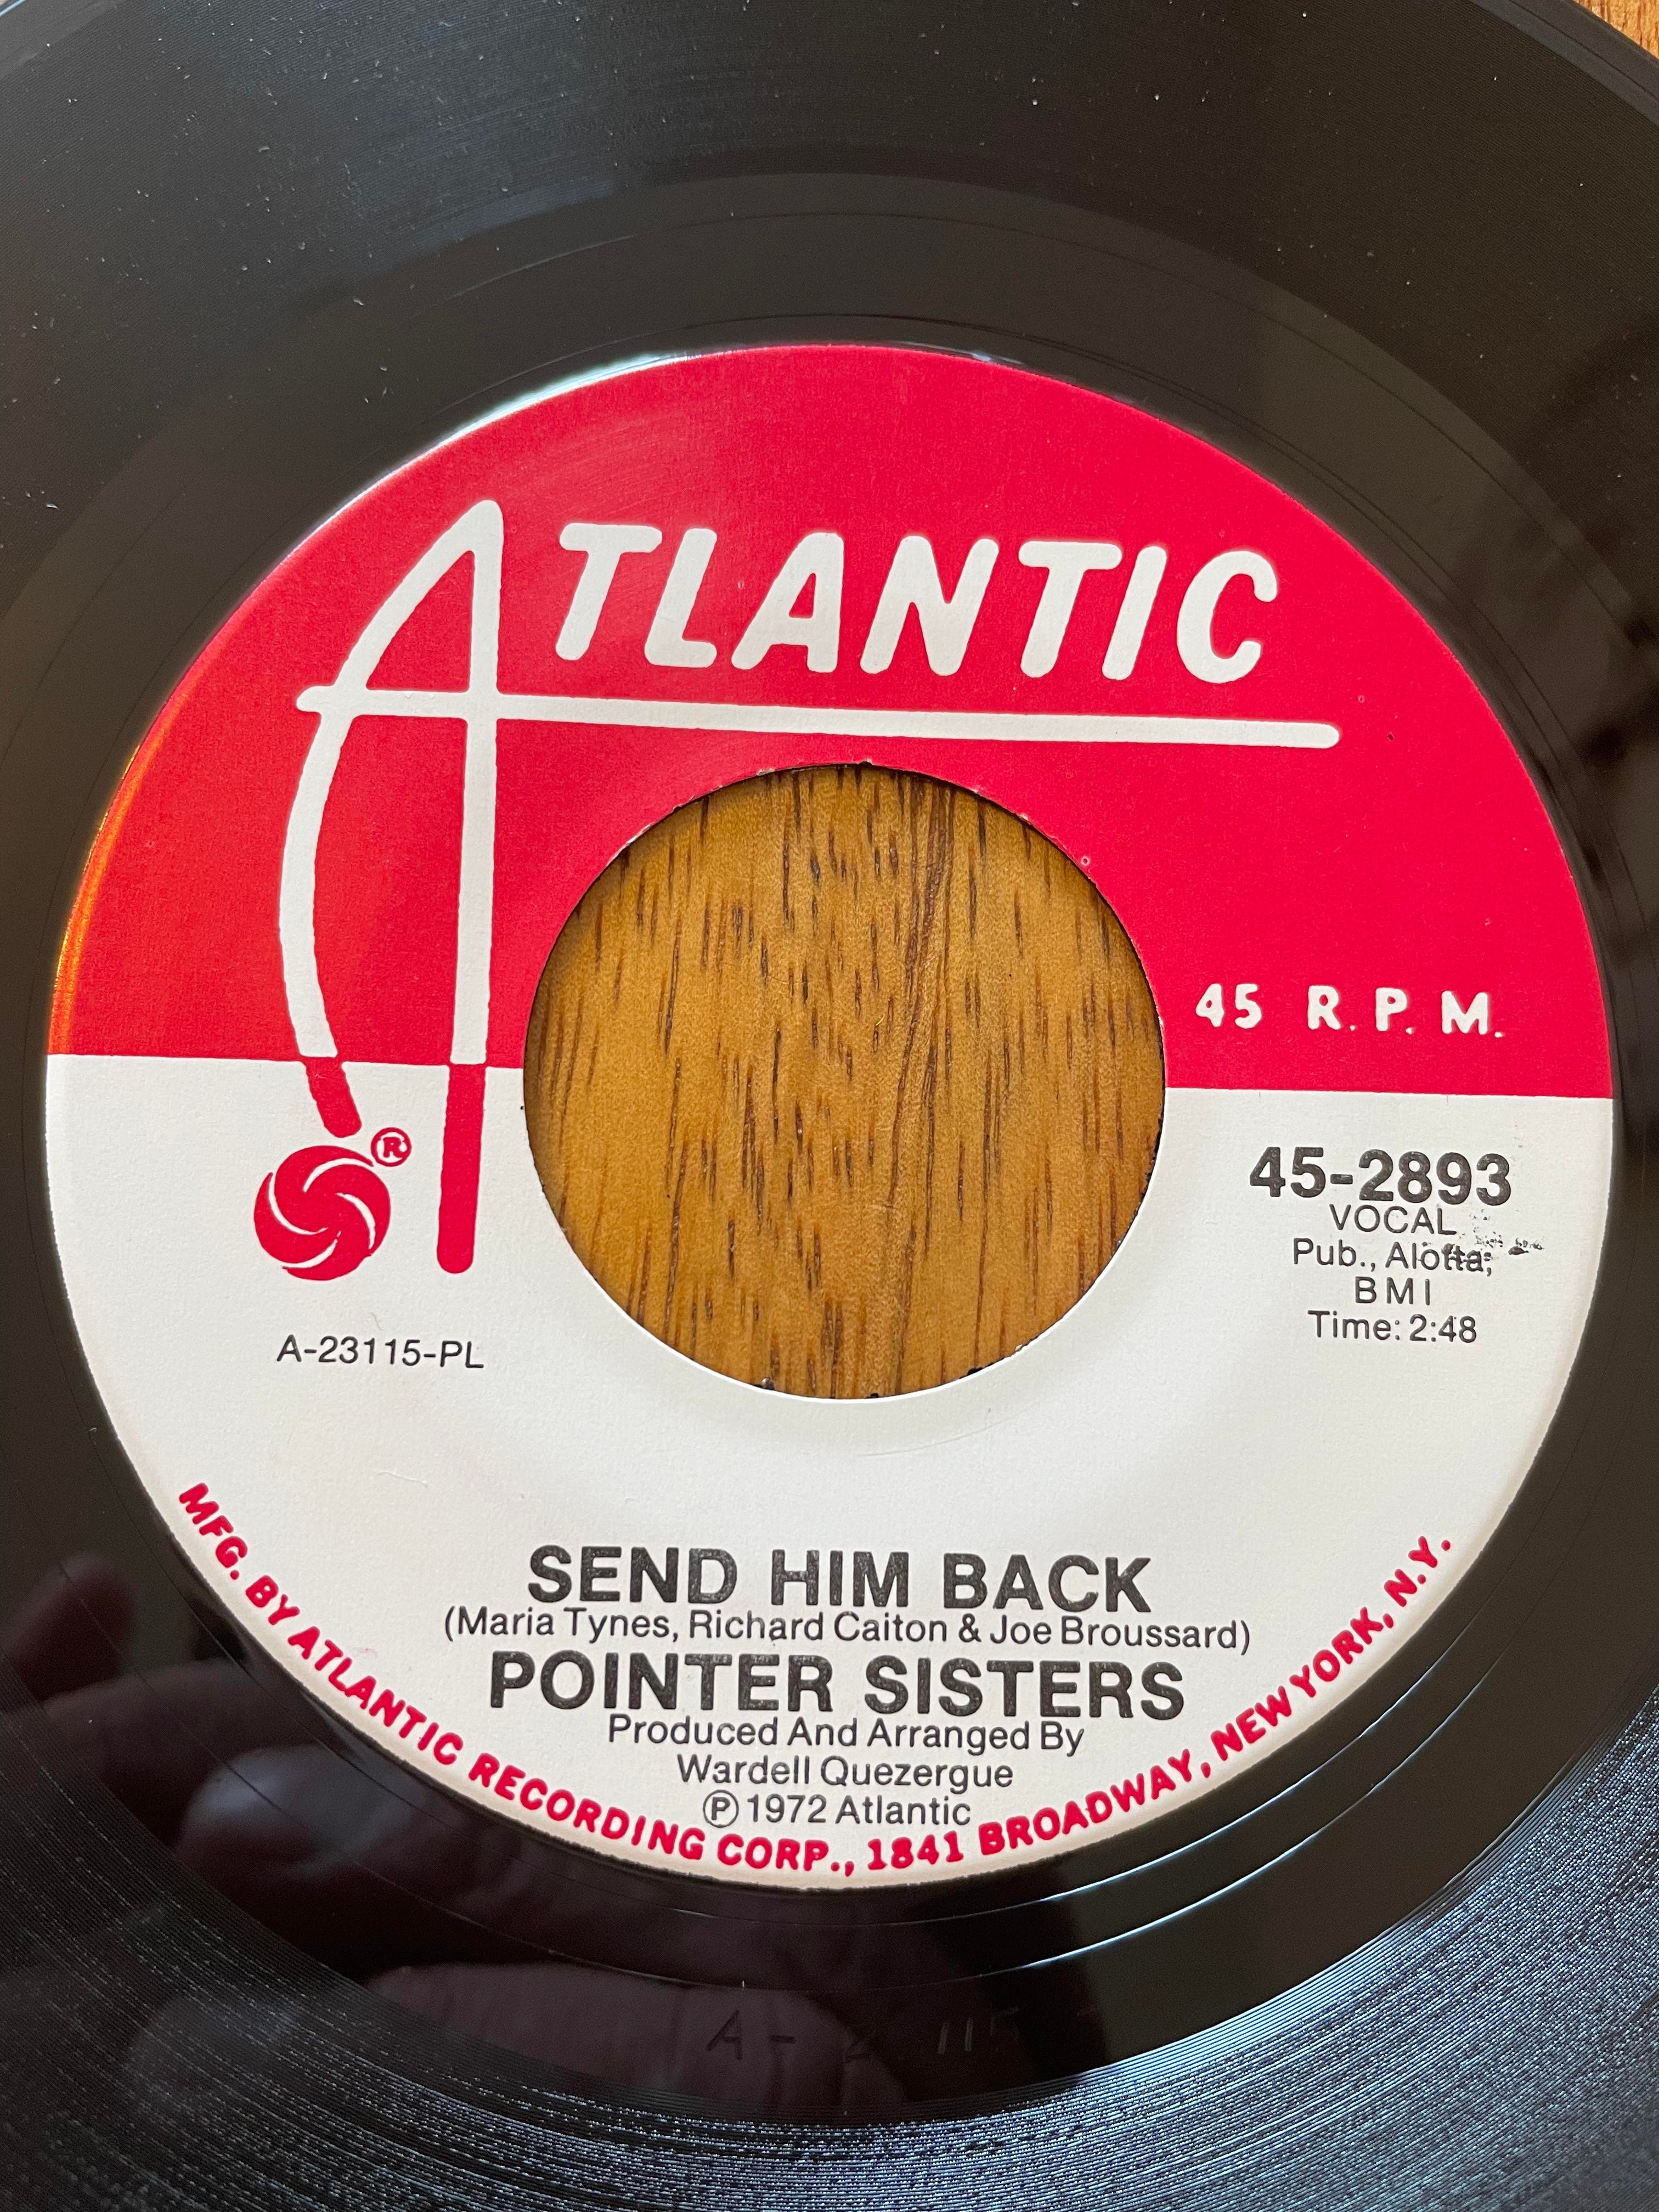 ATLANTIC
45 R.P.M.
®
45-2893
VOCAL
Pub., Alotta,
BMI
Time: 2:48
A-23115-PL
SEND HIM BACK
(Maria Tynes, Richard Caiton & Joe Broussard)
POINTER SISTERS
Produced And Arranged By
Wardell Quezergue
Ⓟ 1972 Atlantic
MFG. BY ATLANTIC RECORDING CORP., 1841 BROADWAY, NEW YORK, N.Y.